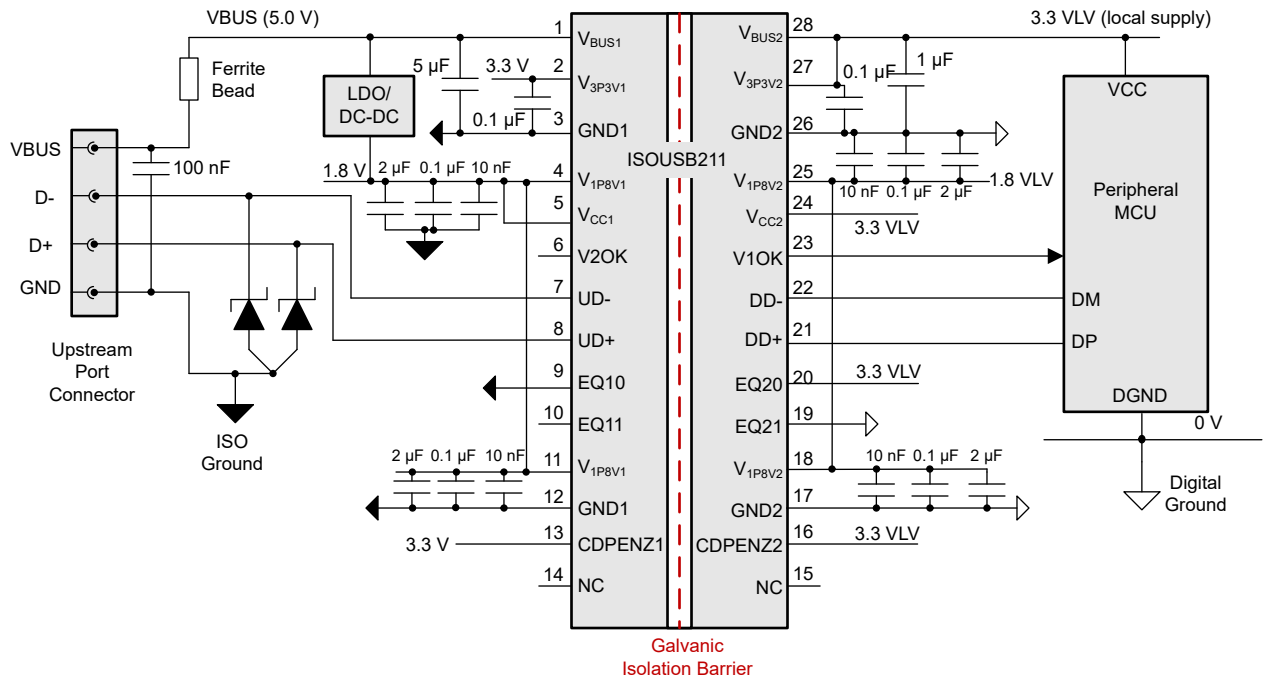 VBUS (5.0 V)
Ferrite
Bead
VBUS
D-
D+
GND
100 nF
Upstream
Port
Connector
ISO
Ground
LDO/
DC-DC
5 µF
3.3 V
0.1 µF
1.8 V
2 µF
0.1 µF
10 nF
2 µF
0.1 µF
10 nF
3.3 V
1
2
3
4
5
6
7
8
9
10
11
12
13
14
VBUS1
V3P3V1
GND1
V1P8V1
VCC1
V2OK
UD-
UD+
EQ10
EQ11
V1P8V1
GND1
CDPENZ1
NC
ISOUSB211
VBUS2
V3P3V2
GND2
V1P8V2
VCC2
V1OK
DD-
DD+
EQ20
EQ21
V1P8V2
GND2
CDPENZ2
NC
28
27
26
25
24
23
22
21
20
19
18
17
16
15
3.3 VLV (local supply)
0.1 µF
1 µF
10 nF
0.1 µF
2 µF
1.8 VLV
3.3 VLV
3.3 VLV
10 nF
0.1 µF
2 µF
3.3 VLV
VCC
Peripheral
MCU
DM
DP
DGND
0 V
Digital
Ground
Galvanic
Isolation Barrier